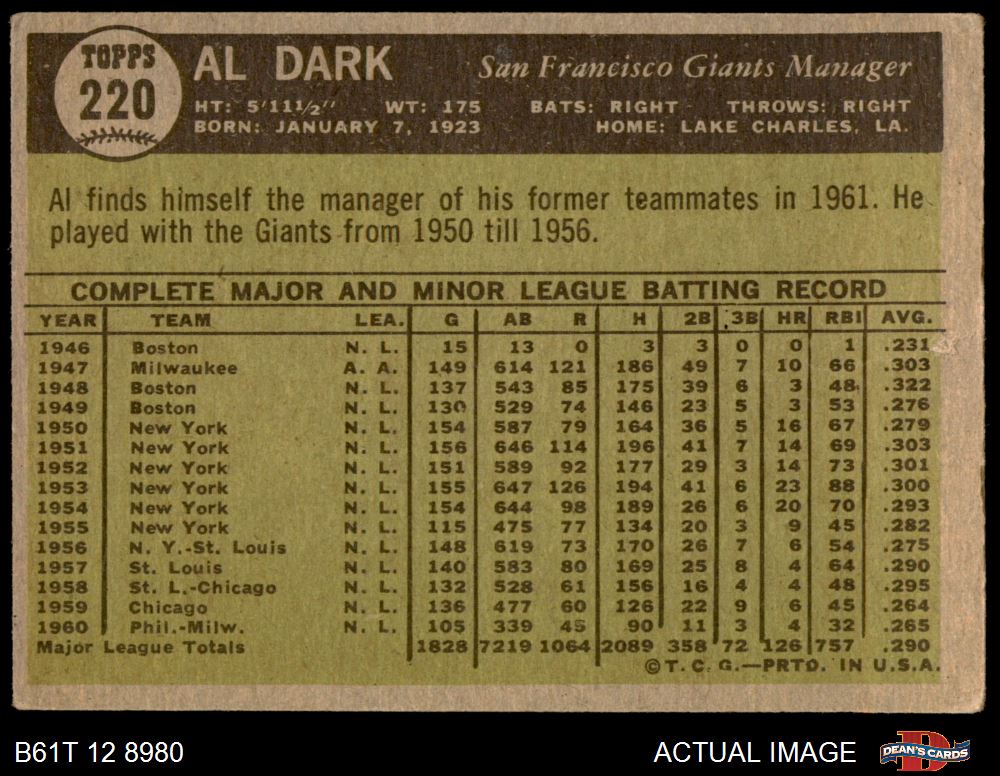 TOPPS
220
AL DARK
San Francisco Giants Manager
HT: 5'11½" WT: 175 BATS: RIGHT THROWS: RIGHT
BORN: JANUARY 7, 1923 HOME: LAKE CHARLES, LA.
Al finds himself the manager of his former teammates in 1961. He
played with the Giants from 1950 till 1956.
COMPLETE MAJOR AND MINOR LEAGUE BATTING RECORD
YEAR TEAM LEA. G AB R H 2B 3B HR RBI AVG.
1946 Boston N. L. 15 13 0 3 3 0 0 1 .231
1947 Milwaukee A. A. 149 614 121 186 49 7 10 66 .303
1948 Boston N. L. 137 543 85 175 39 6 3 48 .322
1949 Boston N. L. 130 529 74 146 23 5 3 53 .276
1950 New York N. L. 154 587 79 164 36 5 16 67 .279
1951 New York N. L. 156 646 114 196 41 7 14 69 .303
1952 New York N. L. 151 589 92 177 29 3 14 73 .301
1953 New York N. L. 155 647 126 194 41 6 23 88 .300
1954 New York N. L. 154 644 98 189 26 6 20 70 .293
1955 New York N. L. 115 475 77 134 20 3 9 45 .282
1956 N. Y.-St. Louis N. L. 148 619 73 170 26 7 6 54 .275
1957 St. Louis N. L. 140 583 80 169 25 8 4 64 .290
1958 St. L.-Chicago N. L. 132 528 61 156 16 4 4 48 .295
1959 Chicago N. L. 136 477 60 126 22 9 6 45 .264
1960 Phil.-Milw. N. L. 105 339 45 90 11 3 4 32 .265
Major League Totals 1828 7219 1064 2089 358 72 126 757 .290
©T. C. G.—PRTD. IN U.S.A.
B61T 12 8980 ACTUAL IMAGE DEAN'S CARDS